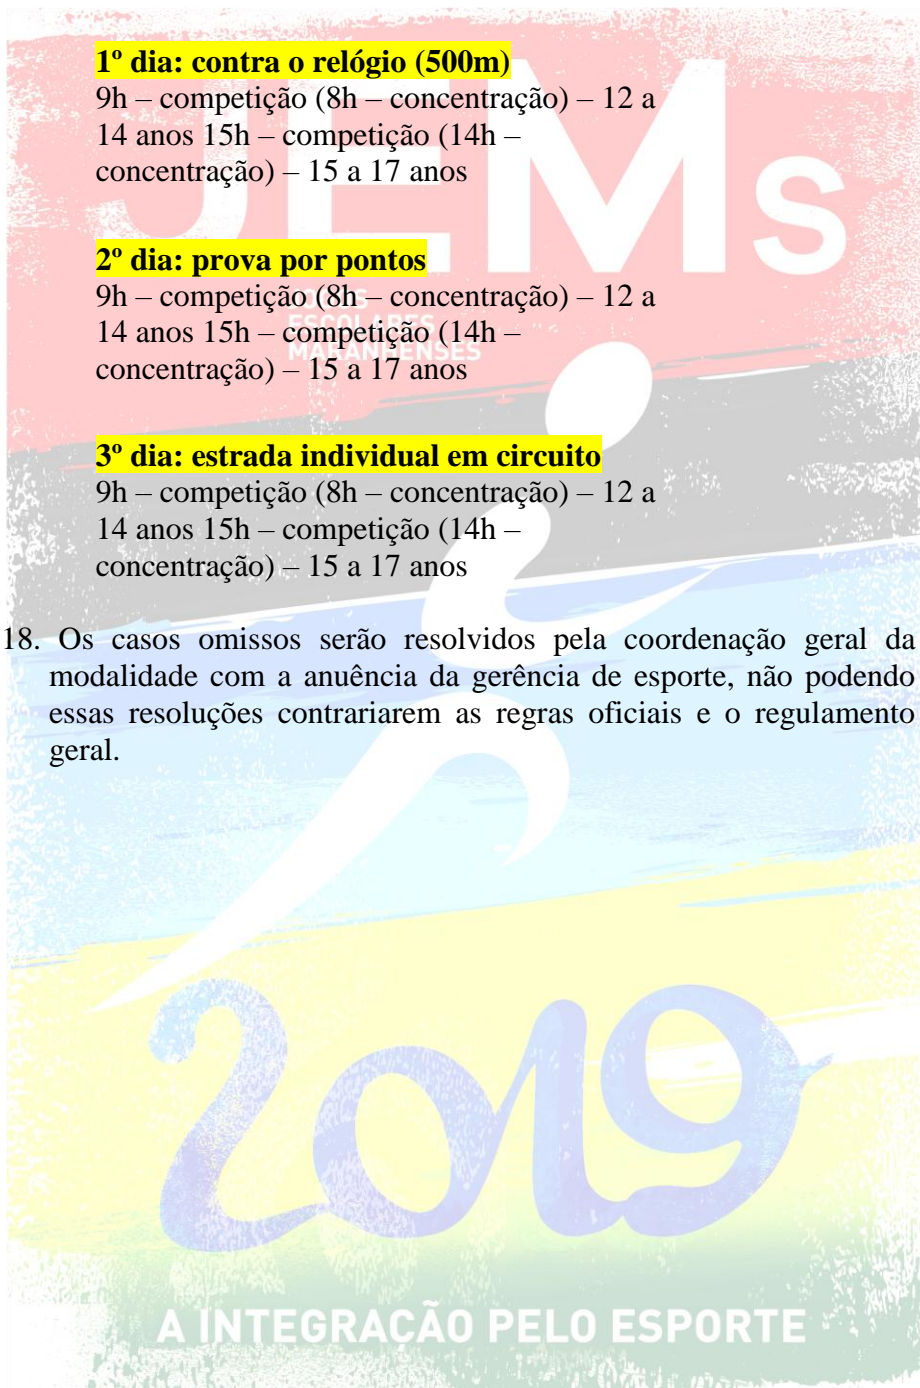 JEMs
JOGOS
ESCOLARES
MARANHENSES
1º dia: contra o relógio (500m)
9h – competição (8h – concentração) – 12 a
14 anos 15h – competição (14h –
concentração) – 15 a 17 anos
2º dia: prova por pontos
9h – competição (8h – concentração) – 12 a
14 anos 15h – competição (14h –
concentração) – 15 a 17 anos
3º dia: estrada individual em circuito
9h – competição (8h – concentração) – 12 a
14 anos 15h – competição (14h –
concentração) – 15 a 17 anos
18. Os casos omissos serão resolvidos pela coordenação geral da
modalidade com a anuência da gerência de esporte, não podendo
essas resoluções contrariarem as regras oficiais e o regulamento
geral.
2019
A INTEGRAÇÃO PELO ESPORTE